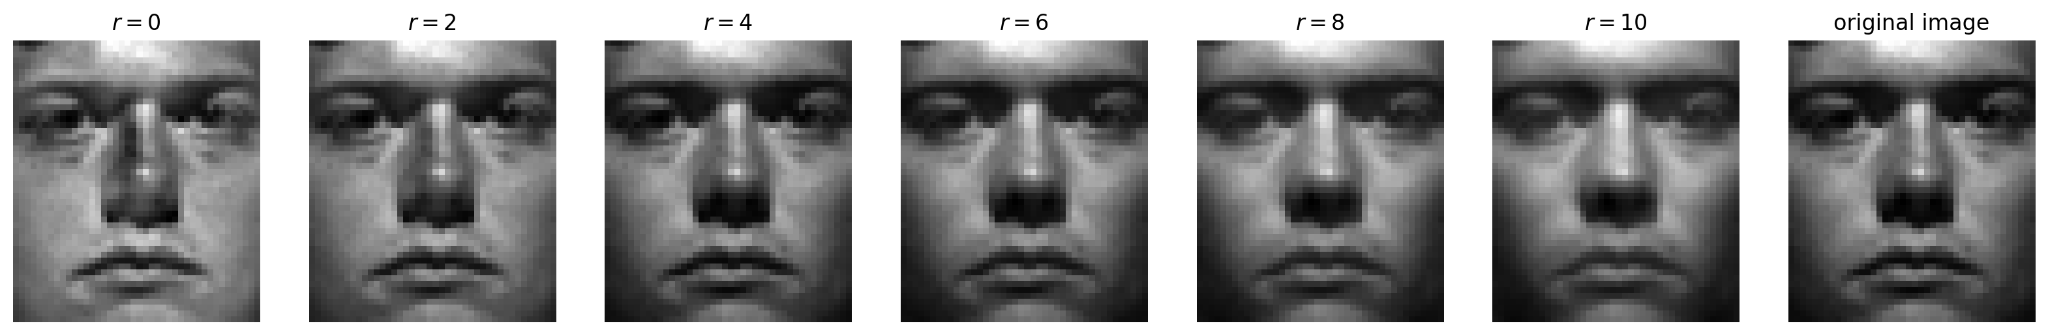 r = 0
r = 2
r = 4
r = 6
r = 8
r = 10
original image